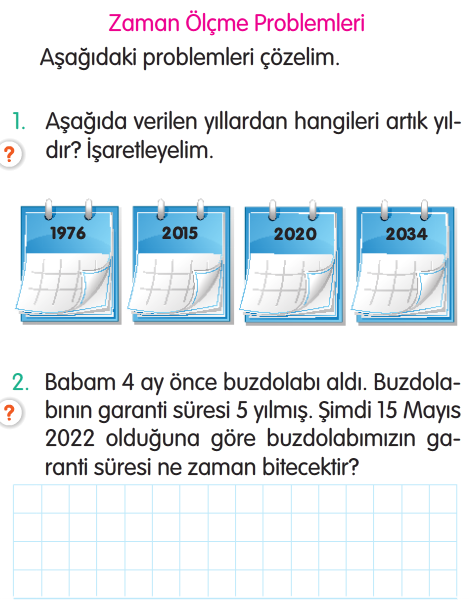 Zaman Ölçme Problemleri
Aşağıdaki problemleri çözelim.
1. Aşağıda verilen yıllardan hangileri artık yıl-
? dır? İşaretleyelim.
1976 2015 2020 2034
2. Babam 4 ay önce buzdolabı aldı. Buzdola-
? bının garanti süresi 5 yılmış. Şimdi 15 Mayıs
2022 olduğuna göre buzdolabımızın ga-
ranti süresi ne zaman bitecektir?